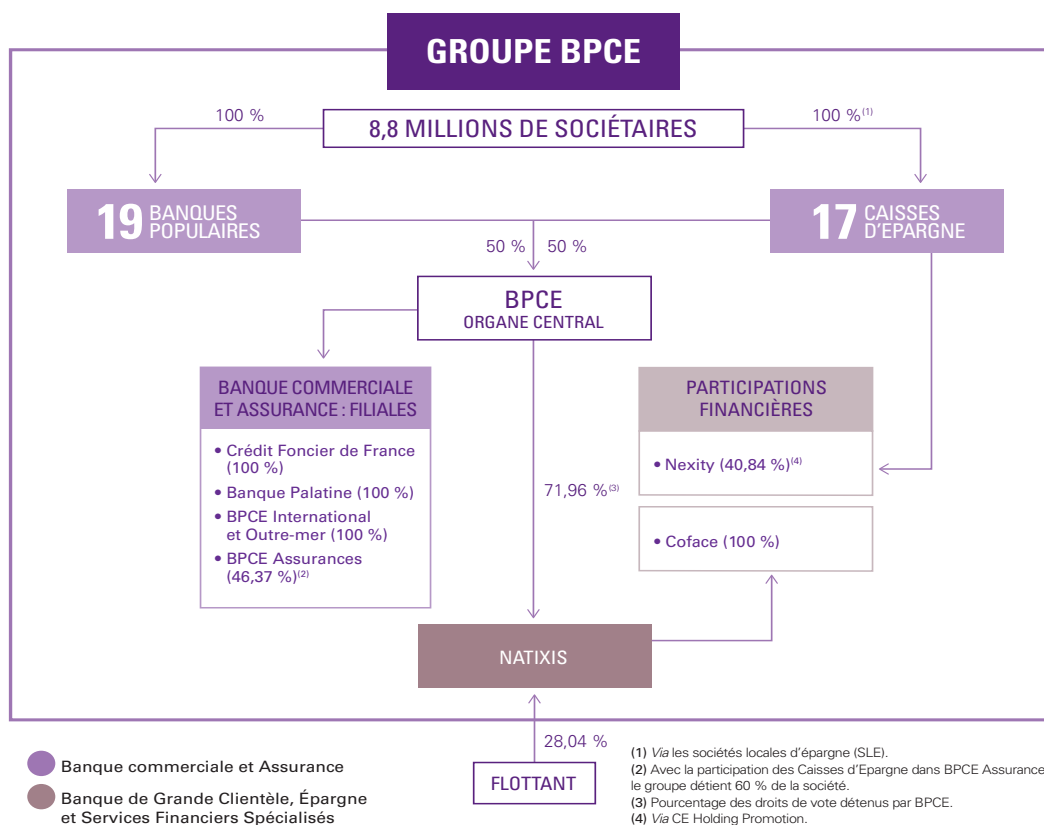 GROUPE BPCE
100 %
8,8 MILLIONS DE SOCIÉTAIRES
100 %(1)
19 BANQUES
POPULAIRES
17 CAISSES
D'EPARGNE
50 %
50 %
BPCE
ORGANE CENTRAL
BANQUE COMMERCIALE
ET ASSURANCE : FILIALES
• Crédit Foncier de France
(100 %)
• Banque Palatine (100 %)
• BPCE International
et Outre-mer (100 %)
• BPCE Assurances
(46,37 %)(2)
71,96 %(3)
PARTICIPATIONS
FINANCIÈRES
• Nexity (40,84 %)(4)
• Coface (100 %)
NATIXIS
28,04 %
FLOTTANT
Banque commerciale et Assurance
Banque de Grande Clientèle, Épargne
et Services Financiers Spécialisés
(1) Via les sociétés locales d'épargne (SLE).
(2) Avec la participation des Caisses d'Epargne dans BPCE Assurance
le groupe détient 60 % de la société.
(3) Pourcentage des droits de vote détenus par BPCE.
(4) Via CE Holding Promotion.